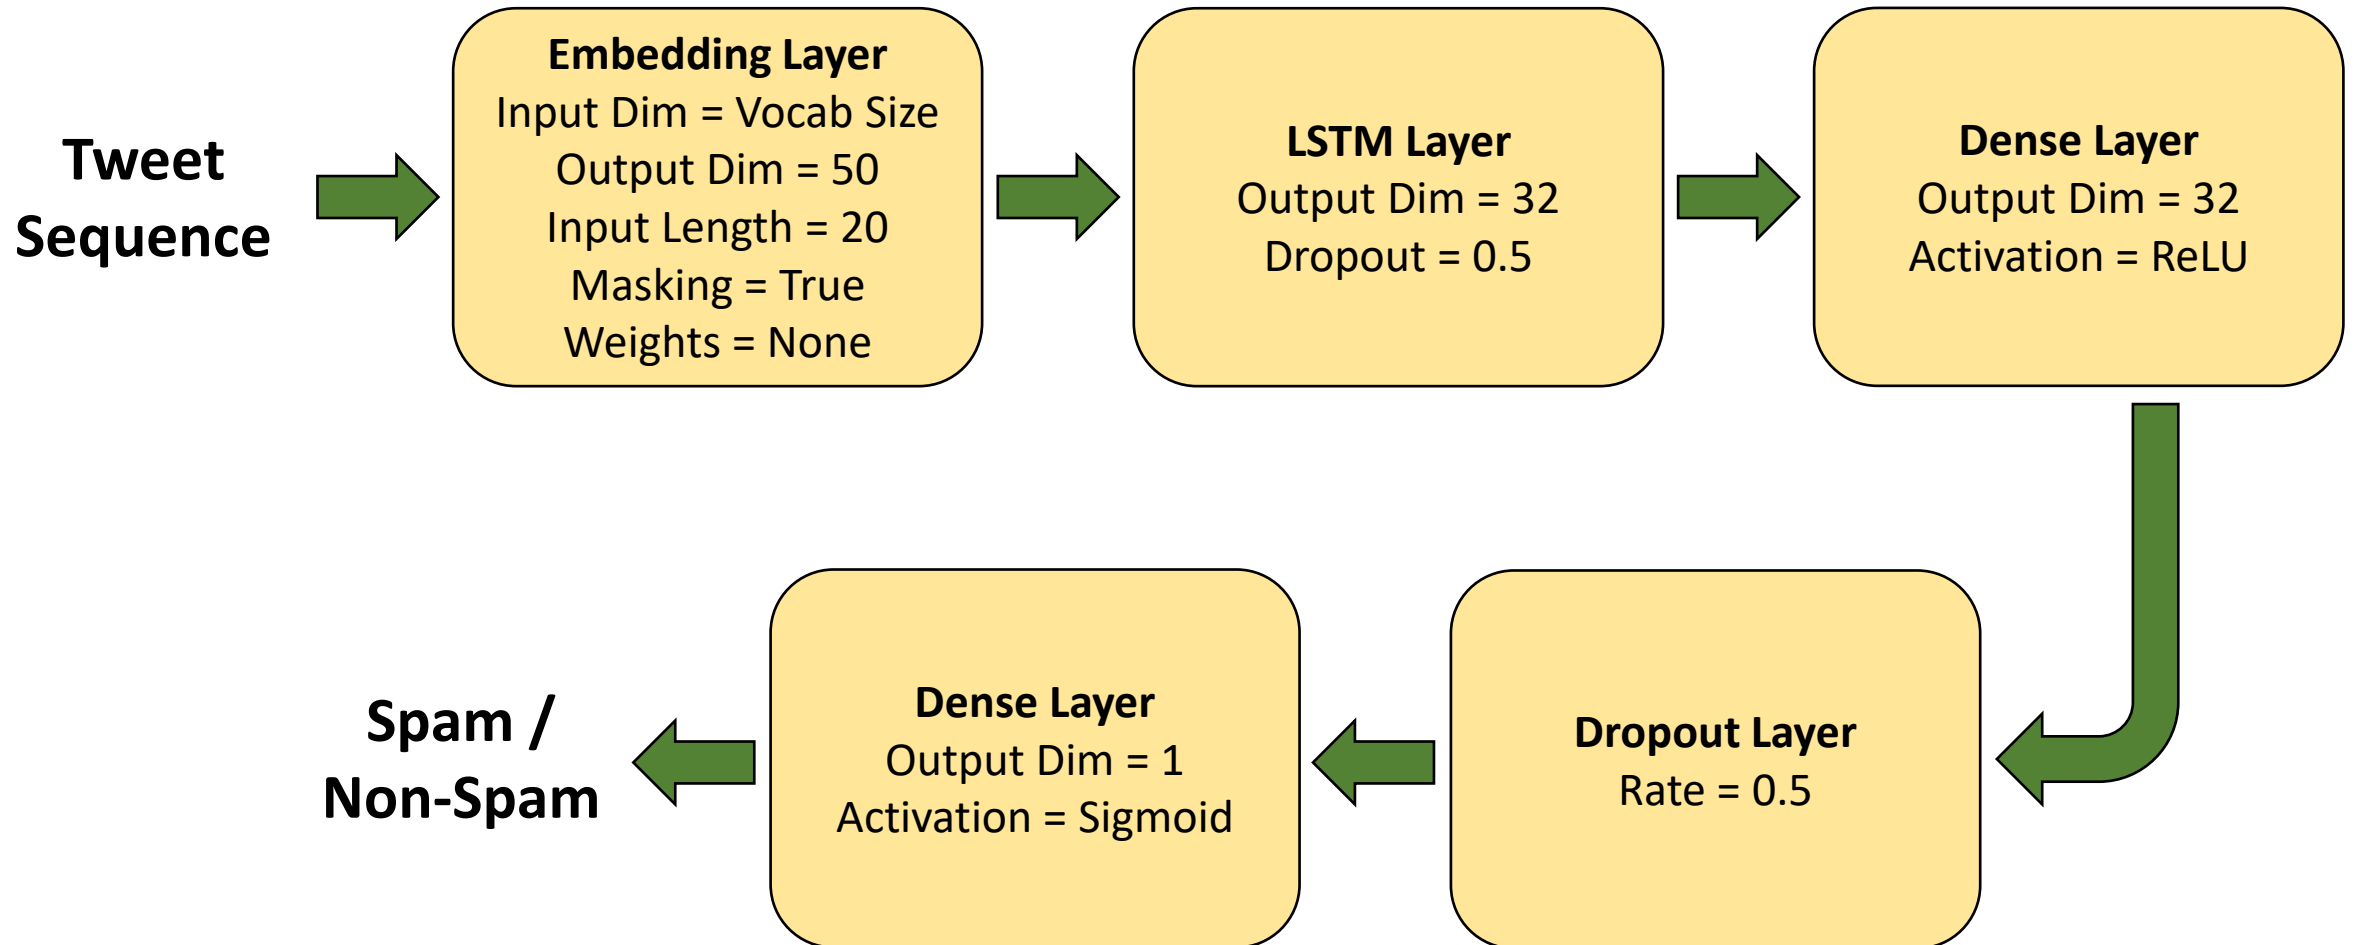 Tweet
Sequence
Embedding Layer
Input Dim = Vocab Size
Output Dim = 50
Input Length = 20
Masking = True
Weights = None
LSTM Layer
Output Dim = 32
Dropout = 0.5
Dense Layer
Output Dim = 32
Activation = ReLU
Dropout Layer
Rate = 0.5
Dense Layer
Output Dim = 1
Activation = Sigmoid
Spam /
Non-Spam